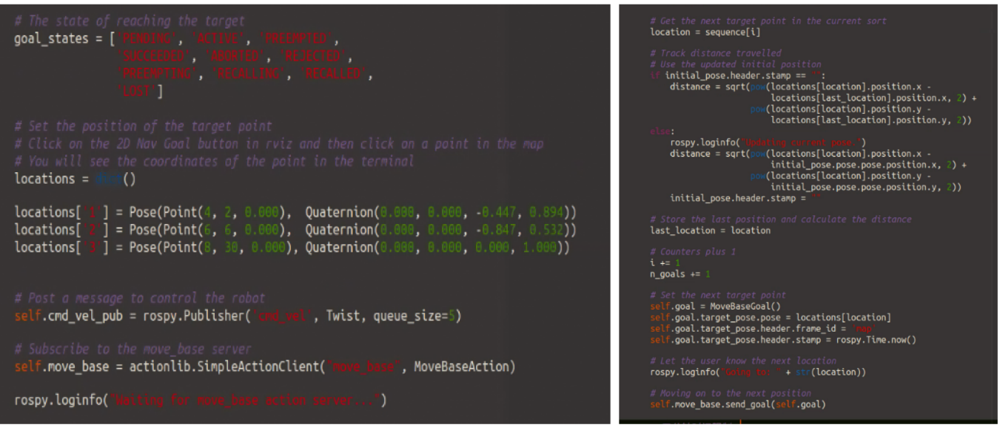 # The state of reaching the target
goal_states = ['PENDING', 'ACTIVE', 'PREEMPTED',
'SUCCEEDED', 'ABORTED', 'REJECTED',
'PREEMPTING', 'RECALLING', 'RECALLED',
'LOST']
# Set the position of the target point
# Click on the 2D Nav Goal button in rviz and then click on a point in the map
# You will see the coordinates of the point in the terminal
locations = dict()
locations['1'] = Pose(Point(4, 2, 0.000), Quaternion(0.000, 0.000, -0.447, 0.894))
locations['2'] = Pose(Point(6, 6, 0.000), Quaternion(0.000, 0.000, -0.847, 0.532))
locations['3'] = Pose(Point(8, 30, 0.000), Quaternion(0.000, 0.000, 0.000, 1.000))
# Post a message to control the robot
self.cmd_vel_pub = rospy.Publisher('cmd_vel', Twist, queue_size=5)
# Subscribe to the move_base server
self.move_base = actionlib.SimpleActionClient("move_base", MoveBaseAction)
rospy.loginfo("Waiting for move_base action server...")
# Get the next target point in the current sort
location = sequence[i]
# Track distance travelled
# Use the updated initial position
if initial_pose.header.stamp == "":
distance = sqrt(pow(locations[location].position.x -
locations[last_location].position.x, 2) +
pow(locations[location].position.y -
locations[last_location].position.y, 2))
else:
rospy.loginfo("Updating current pose.")
distance = sqrt(pow(locations[location].position.x -
initial_pose.pose.pose.position.x, 2) +
pow(locations[location].position.y -
initial_pose.pose.pose.position.y, 2))
initial_pose.header.stamp = ""
# Store the last position and calculate the distance
last_location = location
# Counters plus 1
i += 1
n_goals += 1
# Set the next target point
self.goal = MoveBaseGoal()
self.goal.target_pose.pose = locations[location]
self.goal.target_pose.header.frame_id = 'map'
self.goal.target_pose.header.stamp = rospy.Time.now()
# Let the user know the next location
rospy.loginfo("Going to: " + str(location))
# Moving on to the next position
self.move_base.send_goal(self.goal)